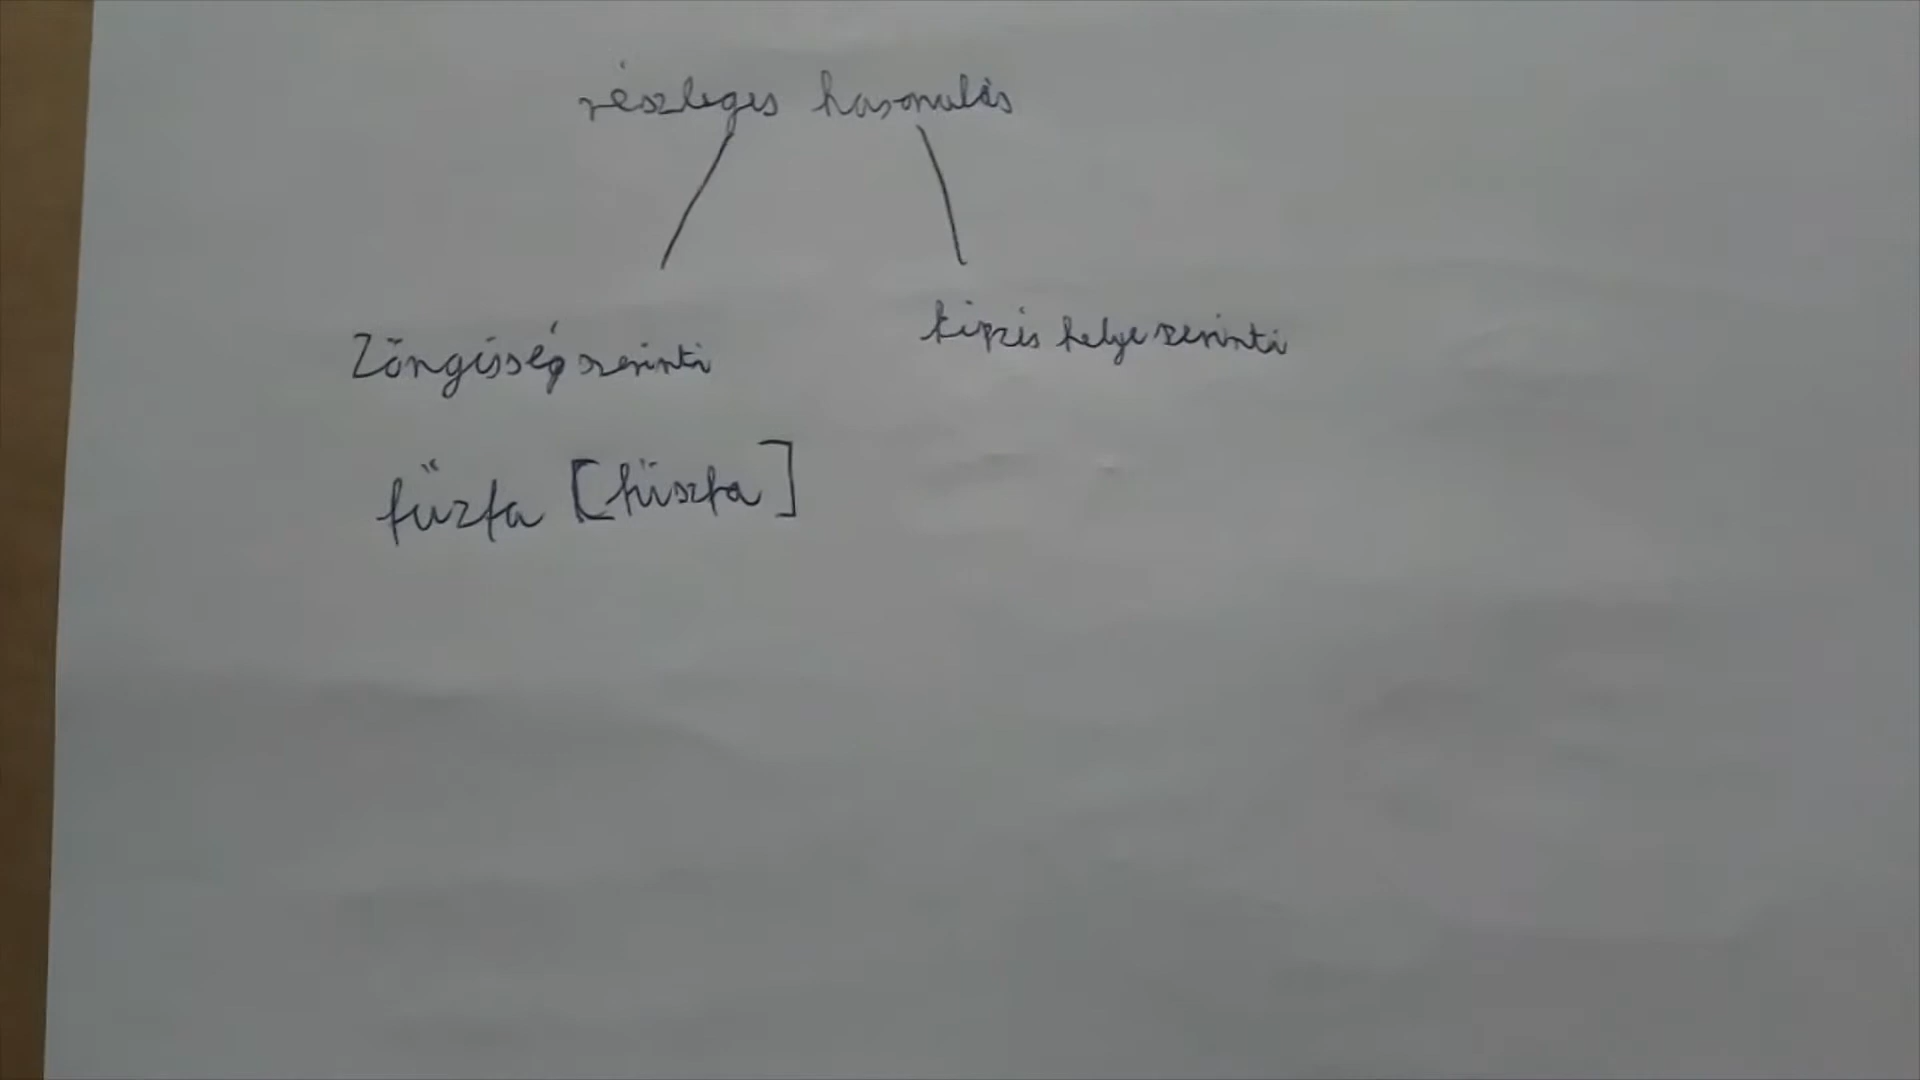 részleges hasonulás
Zöngésség szerinti
képzés helye szerinti
fűzfa [fűszfa]